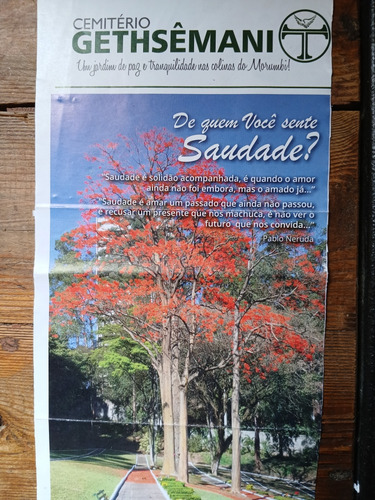 CEMITÉRIO
GETHSÊMANI
Um jardim de paz e tranquilidade nas colinas do Morumbi!
De quem Você sente
Saudade?
"Saudade é solidão acompanhada, é quando o amor
ainda não foi embora, mas o amado já..."
"Saudade é amar um passado que ainda não passou,
é recusar um presente que nos machuca, é não ver o
futuro que nos convida..."
Pablo Neruda